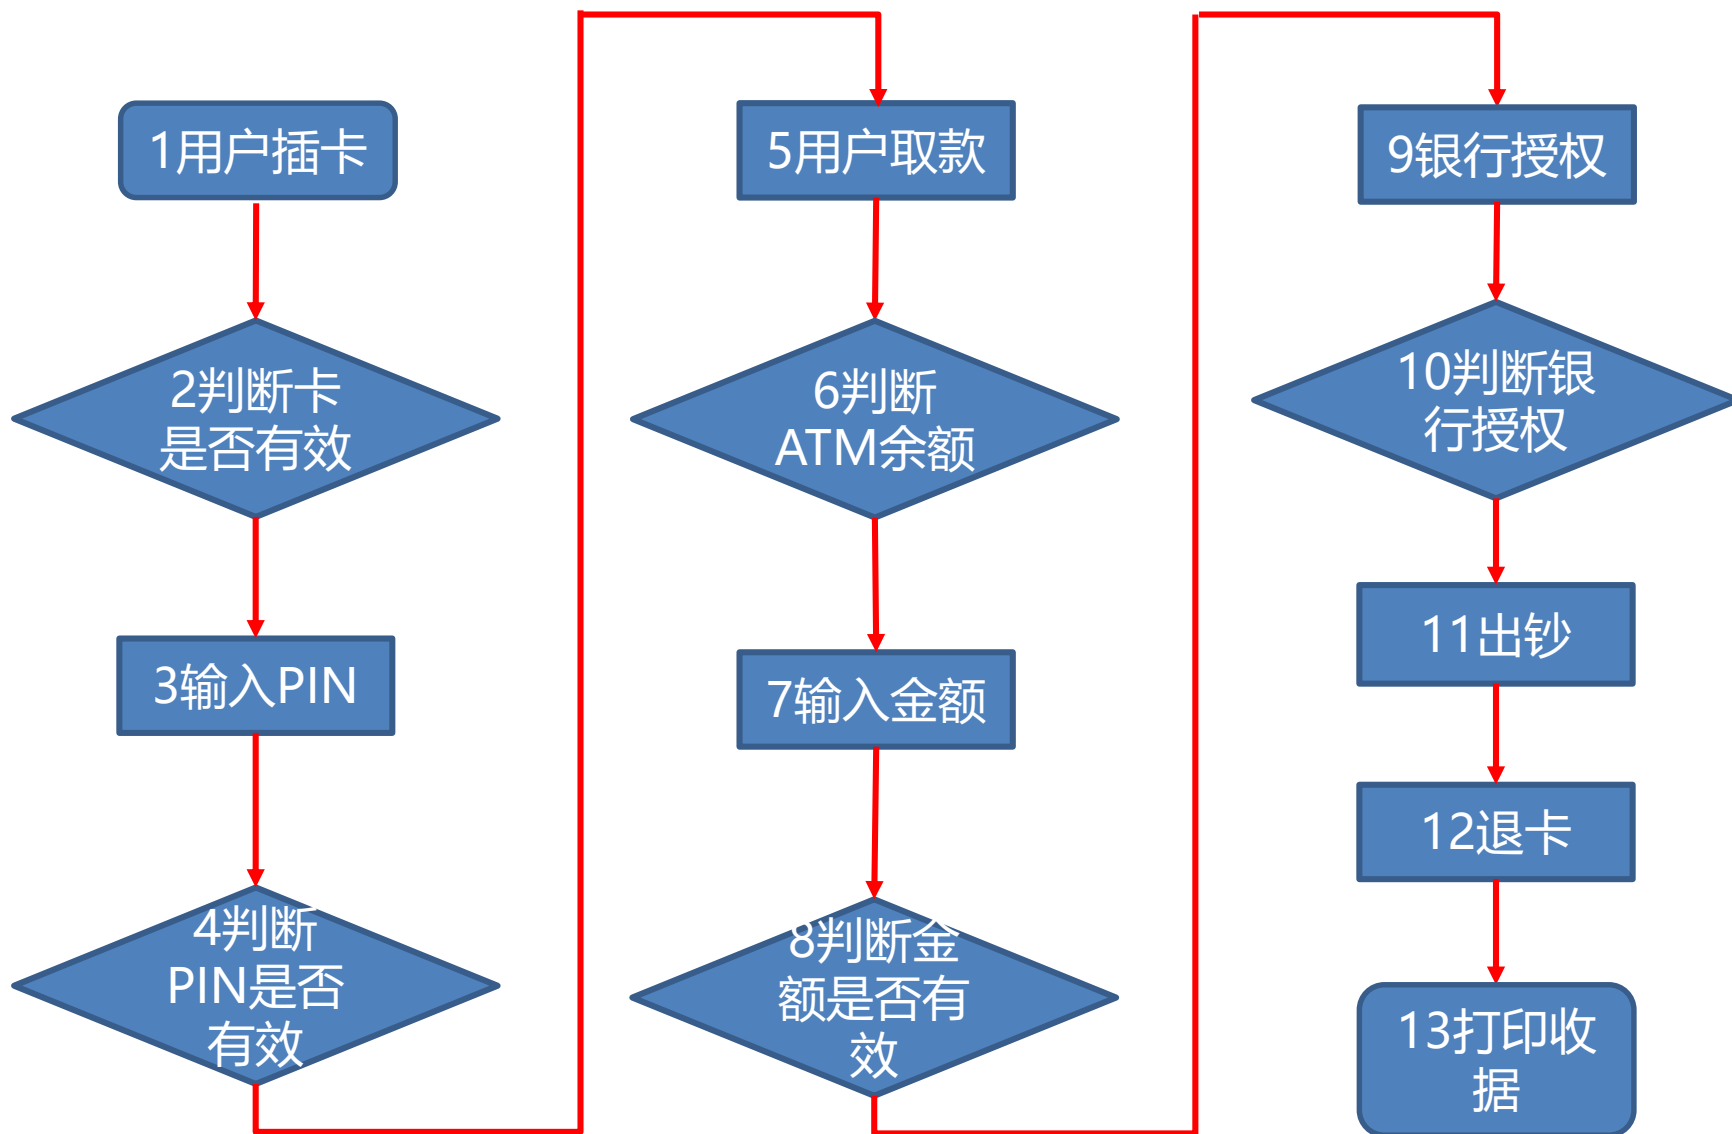 1用户插卡
2判断卡
是否有效
3输入PIN
4判断
PIN是否
有效
5用户取款
6判断
ATM余额
7输入金额
8判断金
额是否有
效
9银行授权
10判断银
行授权
11出钞
12退卡
13打印收
据